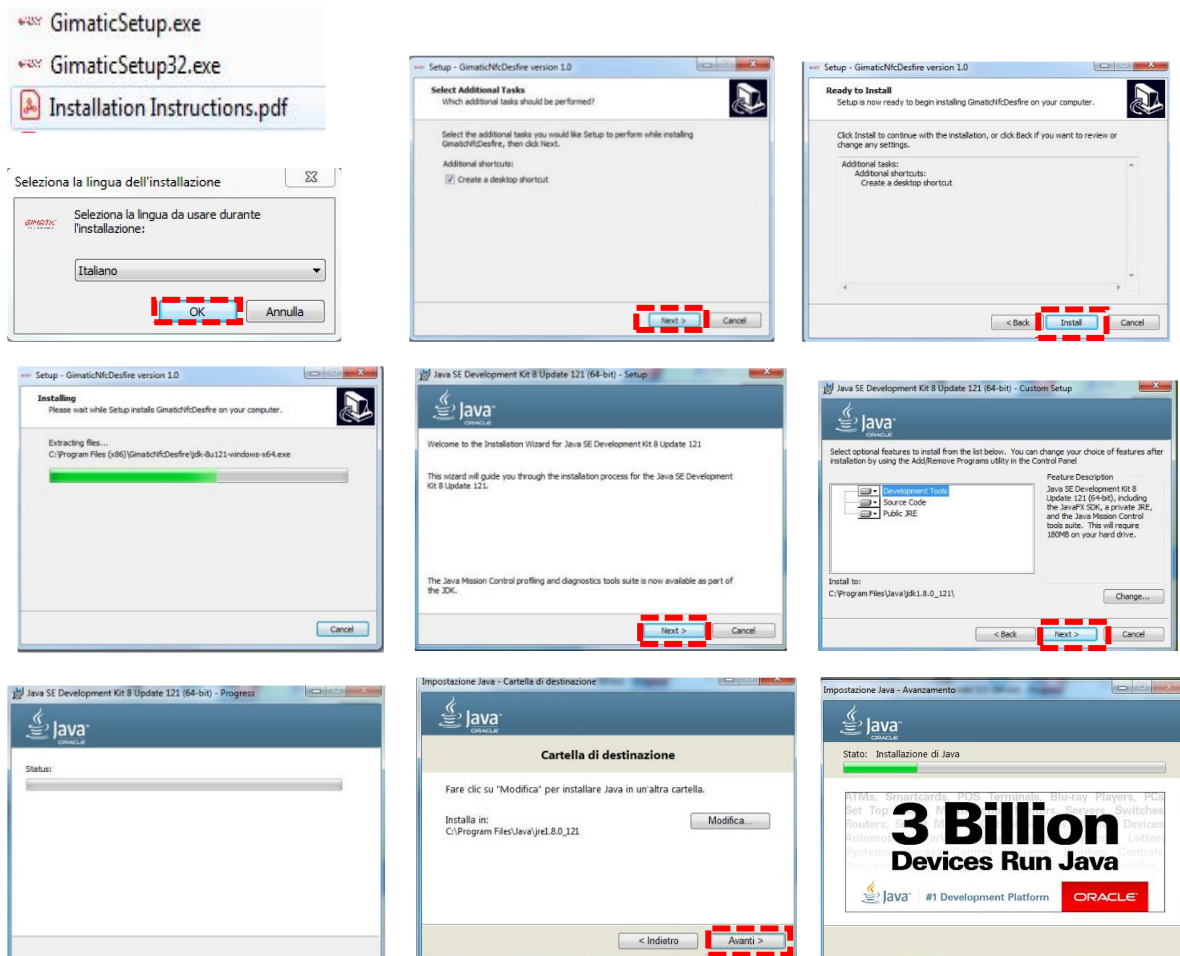 GimaticSetup.exe
GimaticSetup32.exe
Installation Instructions.pdf
Seleziona la lingua dell'installazione
GIMATIC
Seleziona la lingua da usare durante
l'installazione:
Italiano
OK
Annulla
Setup - GimaticNfcDesfire version 1.0
Select Additional Tasks
Which additional tasks should be performed?
Select the additional tasks you would like Setup to perform while installing
GimaticNfcDesfire, then click Next.
Additional shortcuts:
Create a desktop shortcut
Next >
Cancel
Setup - GimaticNfcDesfire version 1.0
Ready to Install
Setup is now ready to begin installing GimaticNfcDesfire on your computer.
Click Install to continue with the installation, or click Back if you want to review or
change any settings.
Additional tasks:
Additional shortcuts:
Create a desktop shortcut
< Back
Install
Cancel
Setup - GimaticNfcDesfire version 1.0
Installing
Please wait while Setup installs GimaticNfcDesfire on your computer.
Extracting files...
C:\Program Files (x86)\GimaticNfcDesfire\jdk-8u121-windows-x64.exe
Cancel
Java SE Development Kit 8 Update 121 (64-bit) - Setup
Java
ORACLE
Welcome to the Installation Wizard for Java SE Development Kit 8 Update 121
This wizard will guide you through the installation process for the Java SE Development
Kit 8 Update 121.
The Java Mission Control profiling and diagnostics tools suite is now available as part of
the JDK.
Next >
Cancel
Java SE Development Kit 8 Update 121 (64-bit) - Custom Setup
Java
ORACLE
Select optional features to install from the list below. You can change your choice of features after
installation by using the Add/Remove Programs utility in the Control Panel
Development Tools
Source Code
Public JRE
Feature Description
Java SE Development Kit 8
Update 121 (64-bit), including
the JavaFX SDK, a private JRE,
and the Java Mission Control
tools suite. This will require
180MB on your hard drive.
Install to:
C:\Program Files\Java\jdk1.8.0_121\
Change...
< Back
Next >
Cancel
Java SE Development Kit 8 Update 121 (64-bit) - Progress
Java
ORACLE
Status:
Impostazione Java - Cartella di destinazione
Java
ORACLE
Cartella di destinazione
Fare clic su "Modifica" per installare Java in un'altra cartella.
Installa in:
C:\Program Files\Java\jre1.8.0_121
Modifica...
< Indietro
Avanti >
Impostazione Java - Avanzamento
Java
ORACLE
Stato: Installazione di Java
ATMs, Smartcards, POS Terminals, Blu-ray Players, PCs
Set Top
Servers, Switches
Routers,
Devices
Lottery
Controls
3 Billion
Devices Run Java
Java
#1 Development Platform
ORACLE